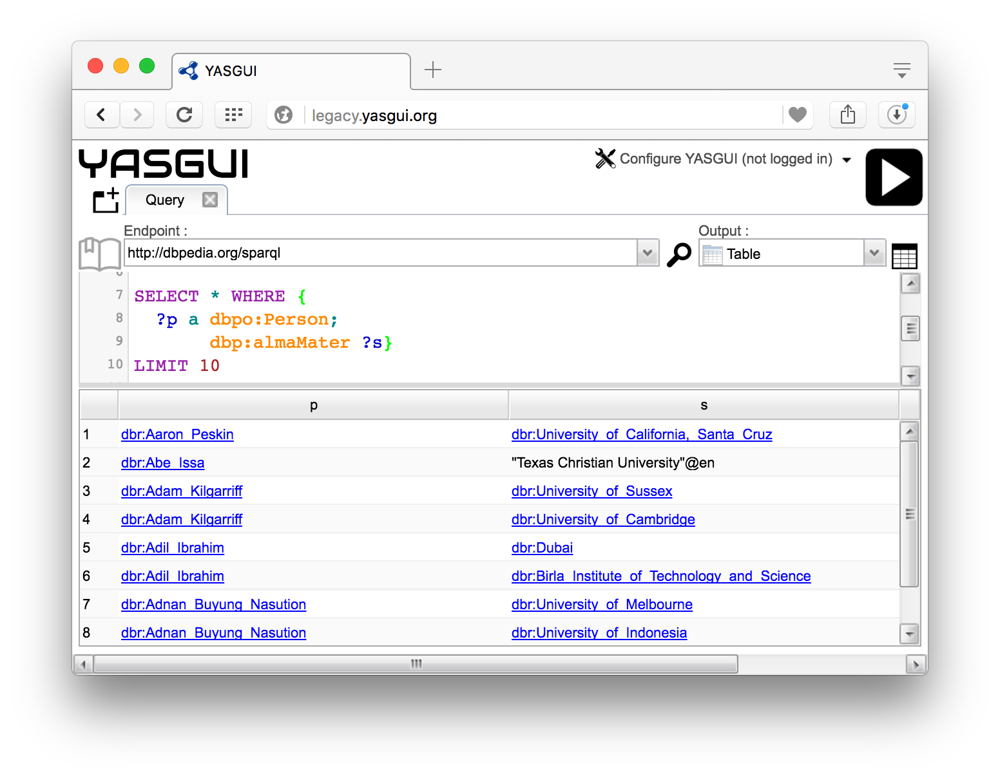 YASGUI
legacy.yasgui.org
YASGUI
Configure YASGUI (not logged in)
Query
Endpoint :
Output :
http://dbpedia.org/sparql
Table
6
7 SELECT * WHERE {
8 ?p a dbpo:Person;
9 dbp:almaMater ?s}
10 LIMIT 10
p s
1 dbr:Aaron_Peskin dbr:University_of_California,_Santa_Cruz
2 dbr:Abe_Issa "Texas Christian University"@en
3 dbr:Adam_Kilgarriff dbr:University_of_Sussex
4 dbr:Adam_Kilgarriff dbr:University_of_Cambridge
5 dbr:Adil_Ibrahim dbr:Dubai
6 dbr:Adil_Ibrahim dbr:Birla_Institute_of_Technology_and_Science
7 dbr:Adnan_Buyung_Nasution dbr:University_of_Melbourne
8 dbr:Adnan_Buyung_Nasution dbr:University_of_Indonesia